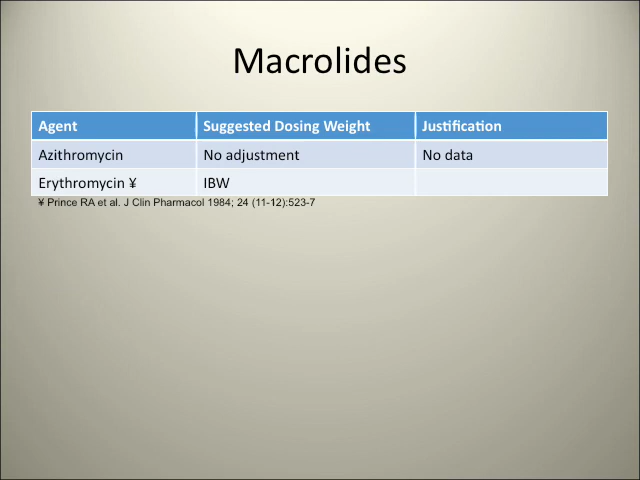 Macrolides
Agent Suggested Dosing Weight Justification
Azithromycin No adjustment No data
Erythromycin ¥ IBW
¥ Prince RA et al. J Clin Pharmacol 1984; 24 (11-12):523-7